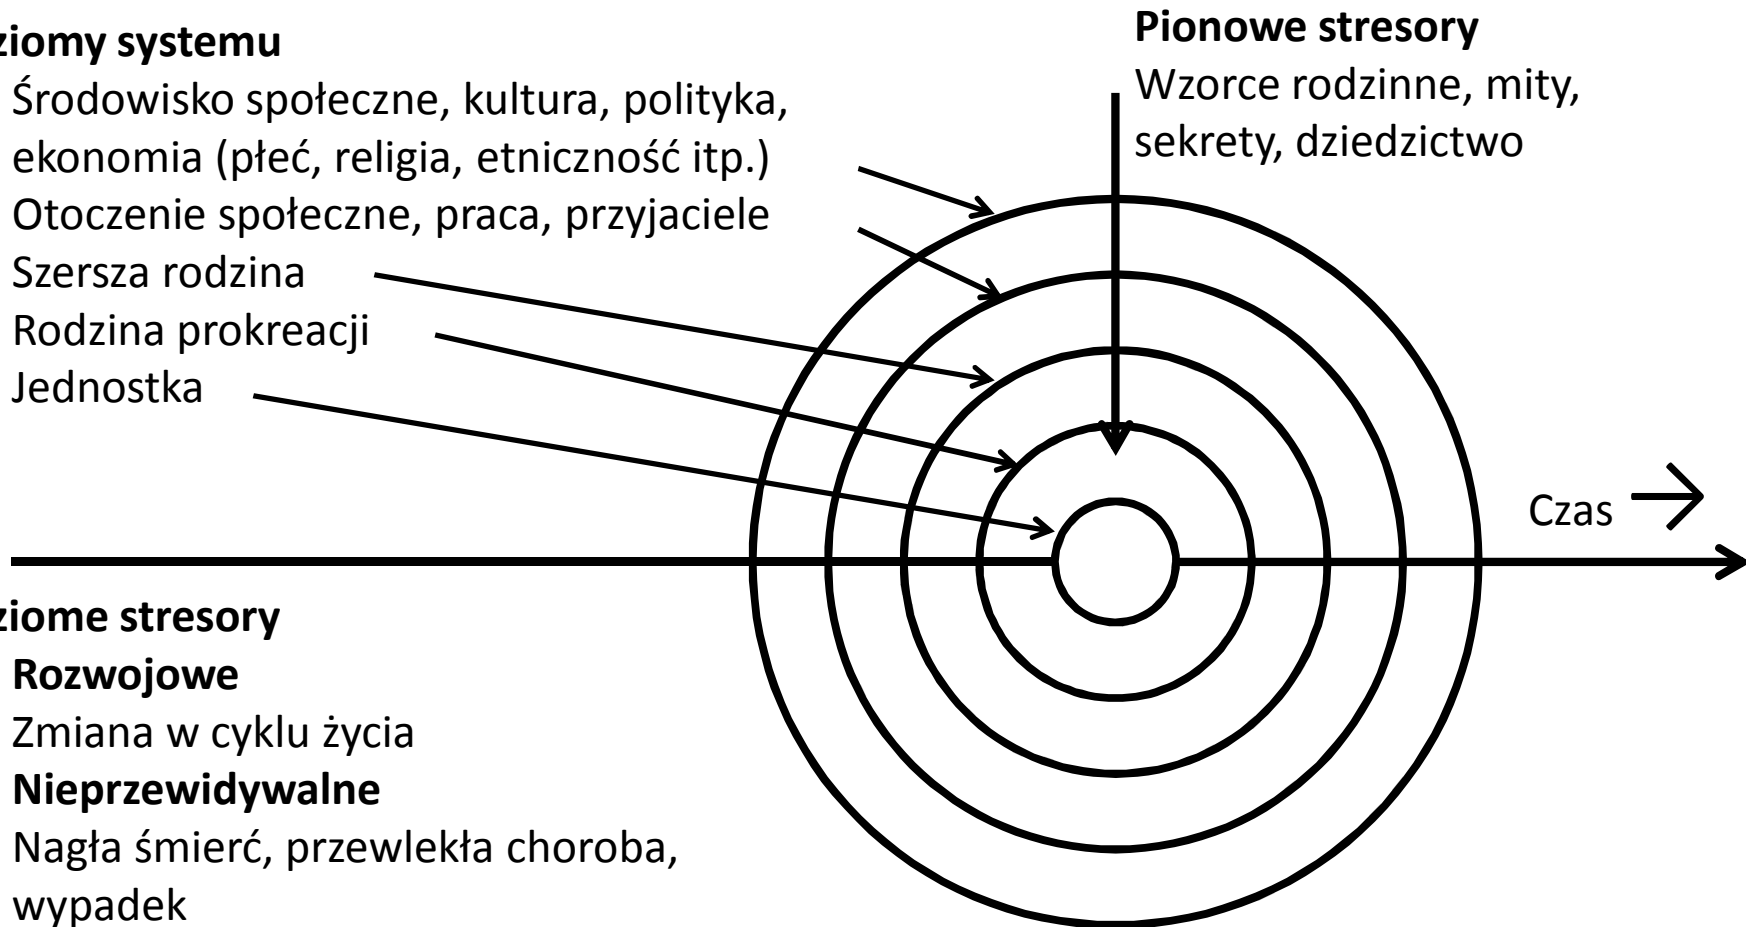 ziomy systemu
Środowisko społeczne, kultura, polityka,
ekonomia (płeć, religia, etniczność itp.)
Otoczenie społeczne, praca, przyjaciele
Szersza rodzina
Rodzina prokreacji
Jednostka
Pionowe stresory
Wzorce rodzinne, mity,
sekrety, dziedzictwo
Czas
ziome stresory
Rozwojowe
Zmiana w cyklu życia
Nieprzewidywalne
Nagła śmierć, przewlekła choroba,
wypadek